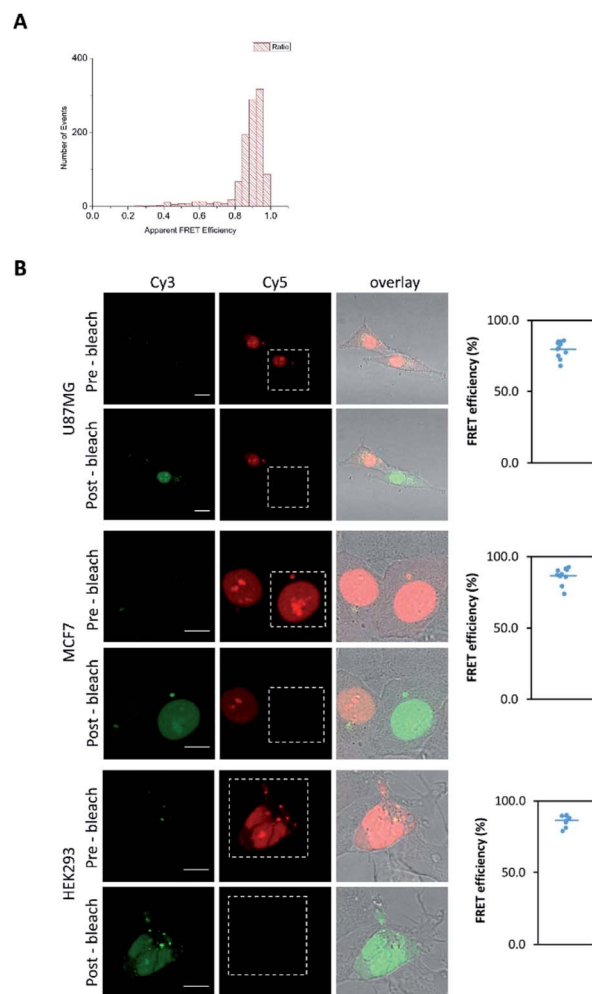 A
Ratio
400
200
0
Number of Events
0.0 0.2 0.4 0.6 0.8 1.0
Apparent FRET Efficiency
B
Cy3 Cy5 overlay
U87MG
Pre - bleach
Post - bleach
FRET efficiency (%)
100.0
50.0
0.0
MCF7
Pre - bleach
Post - bleach
FRET efficiency (%)
100.0
50.0
0.0
HEK293
Pre - bleach
Post - bleach
FRET efficiency (%)
100.0
50.0
0.0